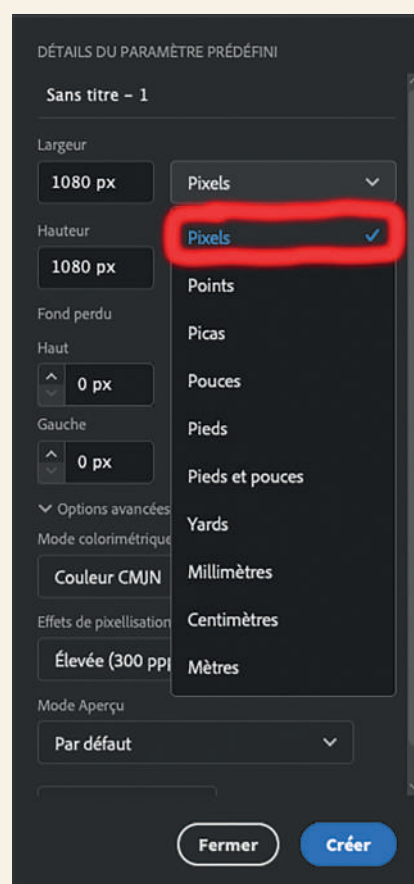 DÉTAILS DU PARAMÈTRE PRÉDÉFINI
Sans titre – 1
Largeur
1080 px
Pixels
Hauteur
1080 px
Pixels
Points
Picas
Pouces
Pieds
Pieds et pouces
Yards
Millimètres
Centimètres
Mètres
Fond perdu
Haut
0 px
Gauche
0 px
Options avancées
Mode colorimétrique
Couleur CMJN
Effets de pixellisation
Élevée (300 ppp
Mode Aperçu
Par défaut
Fermer
Créer